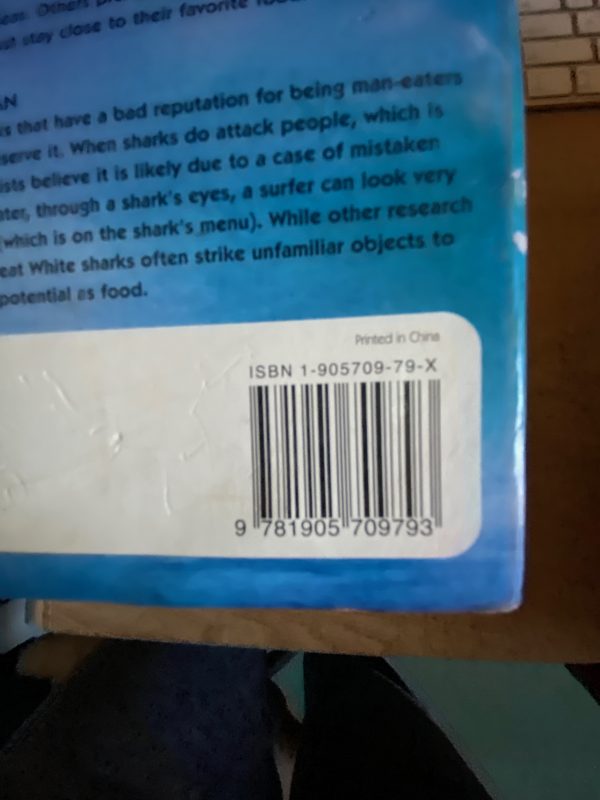 eas. Others
ust stay close to their favorite
AN
is that have a bad reputation for being man-eaters
serve it. When sharks do attack people, which is
ists believe it is likely due to a case of mistaken
ater, through a shark's eyes, a surfer can look very
(which is on the shark's menu). While other research
eat White sharks often strike unfamiliar objects to
potential as food.
Printed in China
ISBN 1-905709-79-X
9 781905 709793